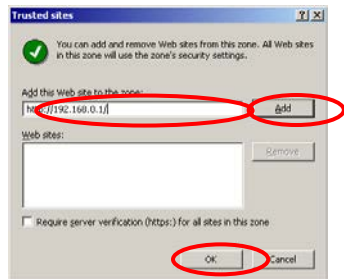 Trusted sites
You can add and remove Web sites from this zone. All Web sites
in this zone will use the zone's security settings.
Add this Web site to the zone:
http://192.168.0.1/
Add
Web sites:
Remove
Require server verification (https:) for all sites in this zone
OK
Cancel